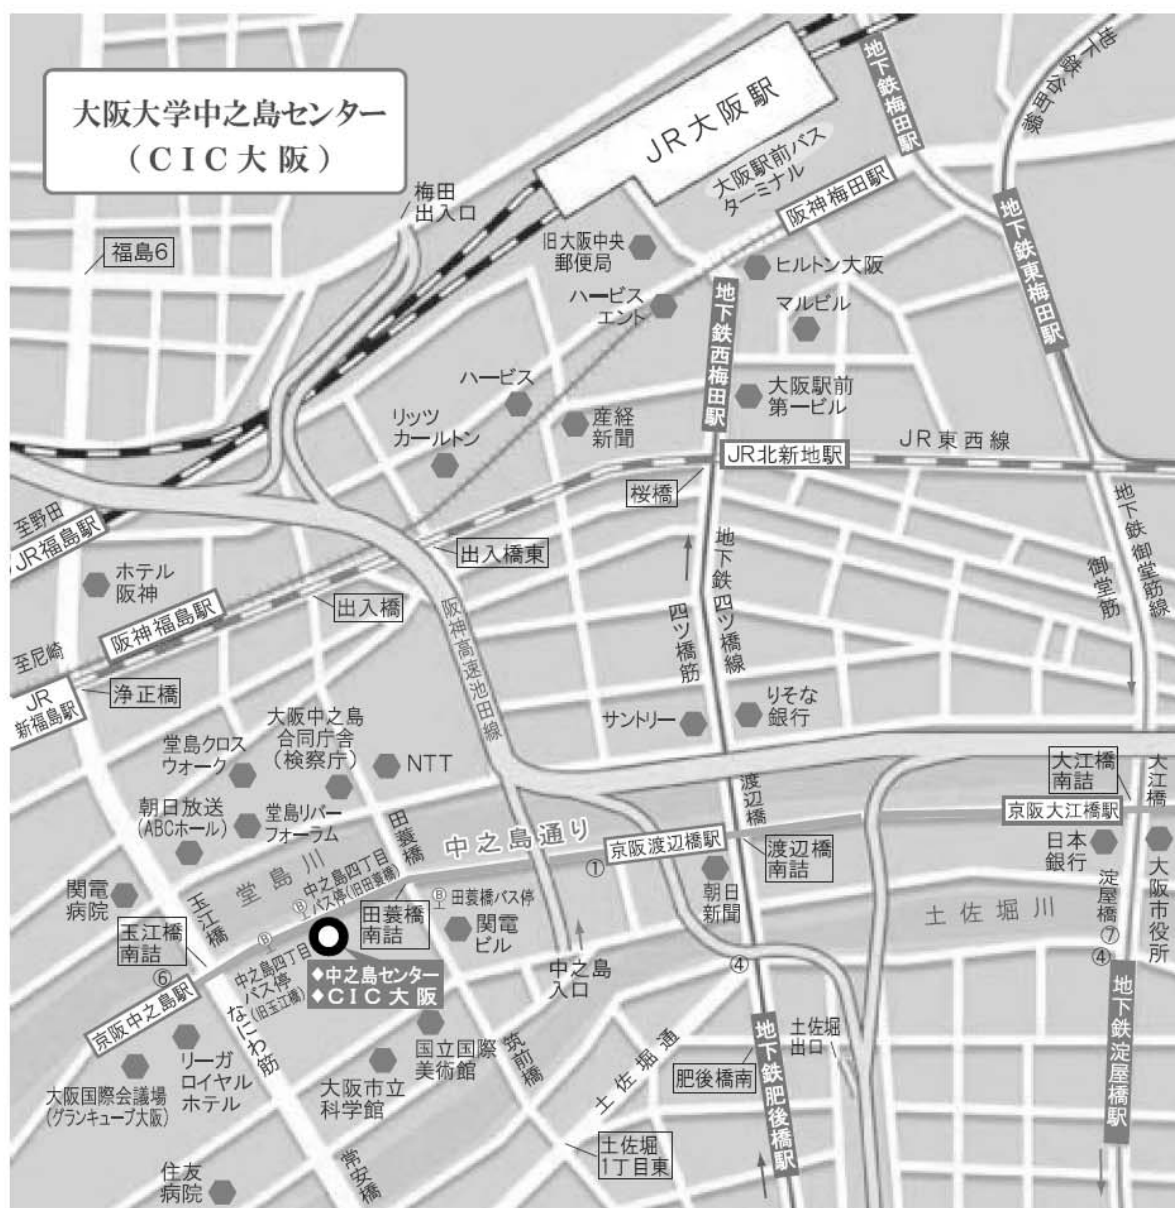 大阪大学中之島センター
（ＣＩＣ大阪）
JR大阪駅
大阪駅前バス
ターミナル
地下鉄梅田駅
地下鉄谷町線
阪神梅田駅
梅田
出入口
福島6
旧大阪中央
郵便局
ヒルトン大阪
ハービス
エント
マルビル
地下鉄西梅田駅
地下鉄東梅田駅
ハービス
大阪駅前
第一ビル
リッツ
カールトン
産経
新聞
JR東西線
JR北新地駅
桜橋
至野田
JR福島駅
出入橋東
ホテル
阪神
出入橋
阪神福島駅
阪神高速池田線
地下鉄四ツ橋線
四ツ橋筋
地下鉄御堂筋線
御堂筋
至尼崎
JR
新福島駅
浄正橋
大阪中之島
合同庁舎
（検察庁）
堂島クロス
ウォーク
NTT
サントリー
りそな
銀行
朝日放送
(ABCホール)
堂島リバー
フォーラム
田蓑橋
中之島通り
京阪渡辺橋駅
①
渡辺橋
渡辺橋
南詰
大江橋
南詰
大江橋
京阪大江橋駅
日本
銀行
大阪市役所
淀屋橋
⑦
④
関電
病院
堂島川
中之島四丁目
バス停(旧田蓑橋)
Ⓑ
田蓑橋
南詰
Ⓑ
田蓑橋バス停
関電
ビル
朝日
新聞
土佐堀川
玉江橋
玉江橋
南詰
⑥
Ⓑ
中之島四丁目
バス停
(旧玉江橋)
◆中之島センター
◆ＣＩＣ大阪
中之島
入口
④
京阪中之島駅
なにわ筋
リーガ
ロイヤル
ホテル
大阪国際会議場
(グランキューブ大阪)
国立国際
美術館
大阪市立
科学館
筑前橋
土佐堀通
肥後橋南
地下鉄肥後橋駅
土佐堀
出口
地下鉄淀屋橋駅
土佐堀
1丁目東
常安橋
住友
病院